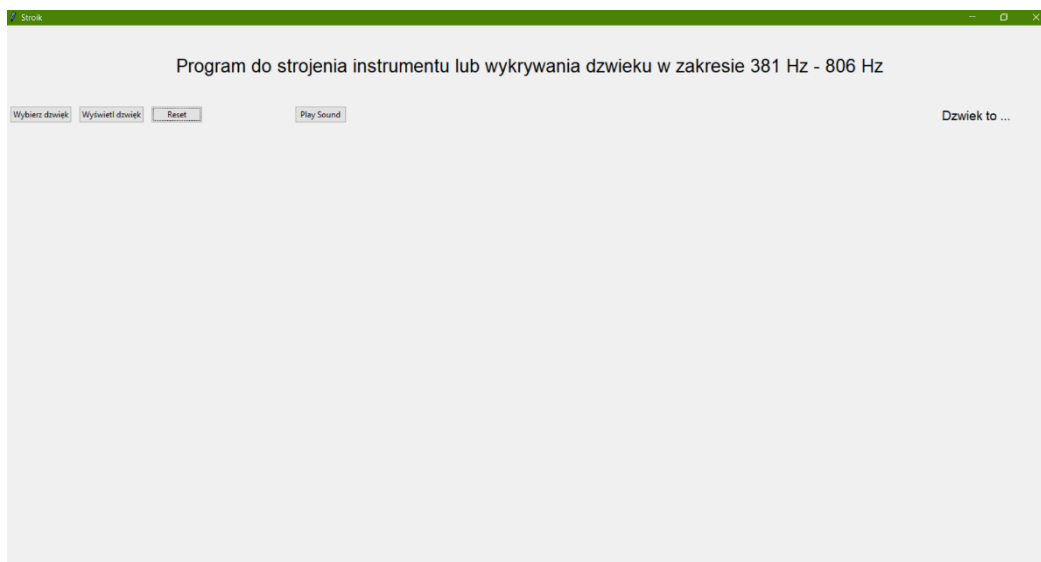 Stroik
Program do strojenia instrumentu lub wykrywania dzwieku w zakresie 381 Hz - 806 Hz
Wybierz dzwięk Wyświetl dzwięk Reset Play Sound Dzwiek to ...